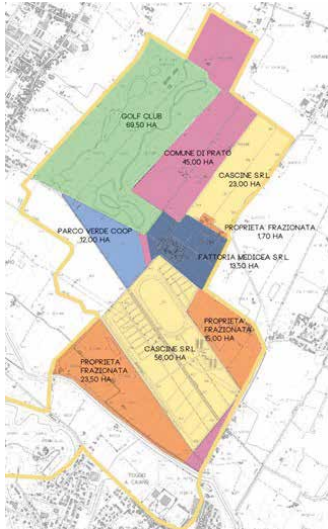 GOLF CLUB
69,50 HA
COMUNE DI PRATO
45,00 HA
CASCINE S.R.L
23,00 HA
PROPRIETA FRAZIONATA
1,70 HA
PARCO VERDE COOP
12,00 HA
FATTORIA MEDICEA S.R.L
13,50 HA
PROPRIETA
FRAZIONATA
15,00 HA
CASCINE S.R.L
56,00 HA
PROPRIETA
FRAZIONATA
23,50 HA
POGGIO
A CAIANO